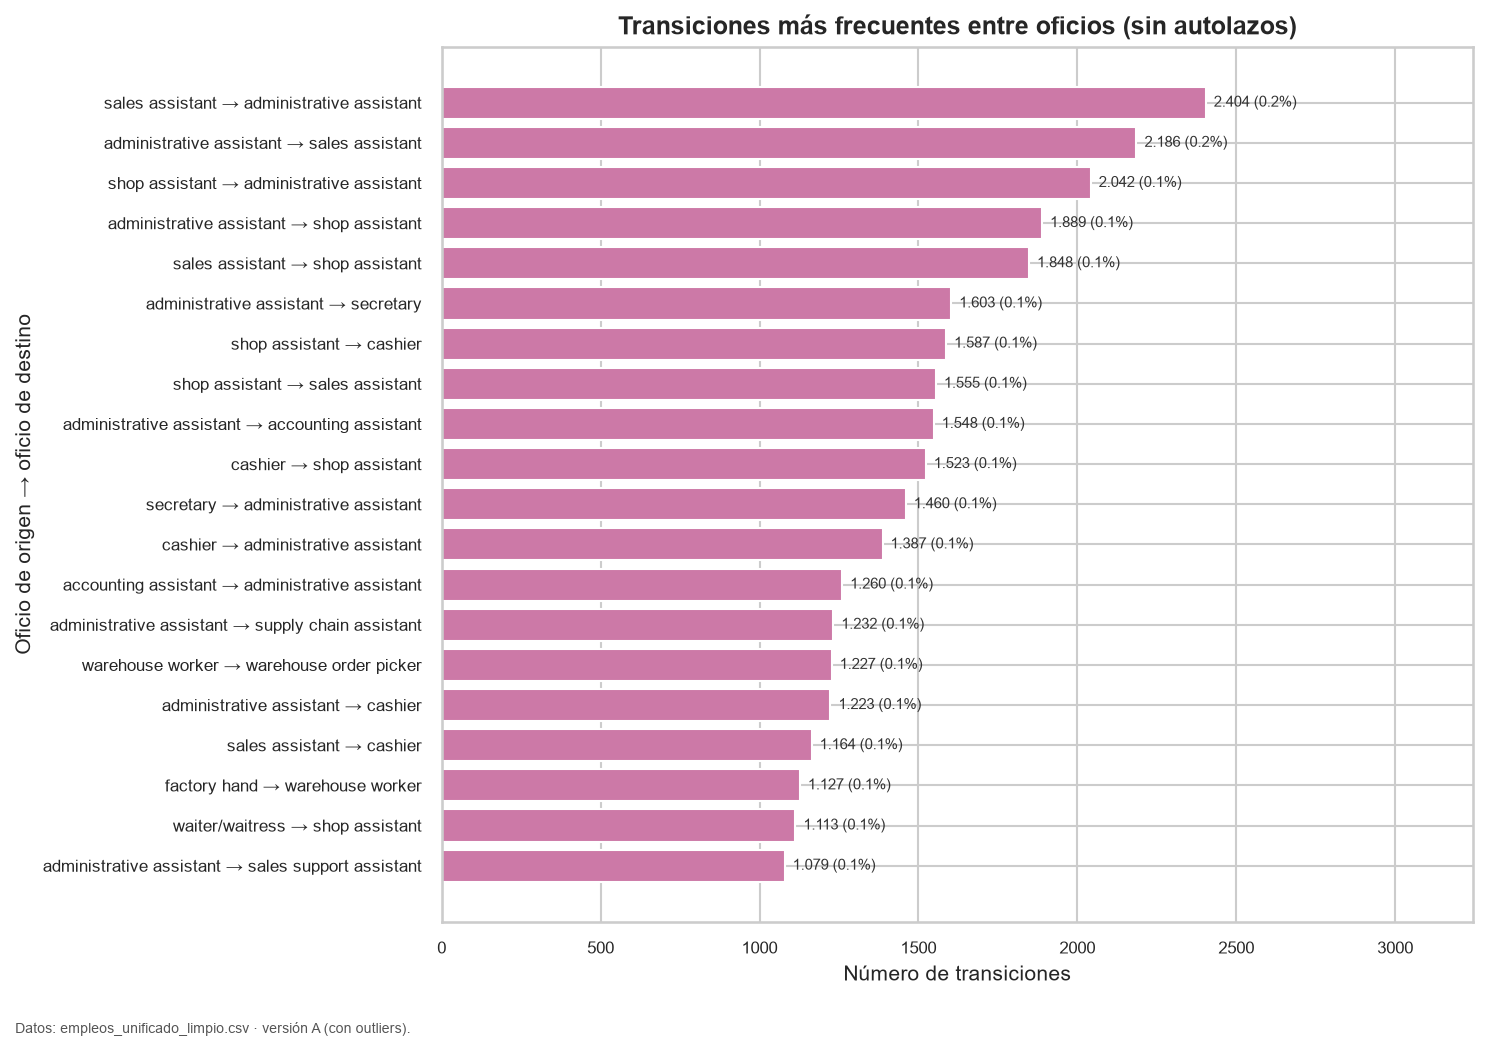 Transiciones más frecuentes entre oficios (sin autolazos)
Oficio de origen → oficio de destino
sales assistant → administrative assistant 2.404 (0.2%)
administrative assistant → sales assistant 2.186 (0.2%)
shop assistant → administrative assistant 2.042 (0.1%)
administrative assistant → shop assistant 1.889 (0.1%)
sales assistant → shop assistant 1.848 (0.1%)
administrative assistant → secretary 1.603 (0.1%)
shop assistant → cashier 1.587 (0.1%)
shop assistant → sales assistant 1.555 (0.1%)
administrative assistant → accounting assistant 1.548 (0.1%)
cashier → shop assistant 1.523 (0.1%)
secretary → administrative assistant 1.460 (0.1%)
cashier → administrative assistant 1.387 (0.1%)
accounting assistant → administrative assistant 1.260 (0.1%)
administrative assistant → supply chain assistant 1.232 (0.1%)
warehouse worker → warehouse order picker 1.227 (0.1%)
administrative assistant → cashier 1.223 (0.1%)
sales assistant → cashier 1.164 (0.1%)
factory hand → warehouse worker 1.127 (0.1%)
waiter/waitress → shop assistant 1.113 (0.1%)
administrative assistant → sales support assistant 1.079 (0.1%)
0 500 1000 1500 2000 2500 3000
Número de transiciones
Datos: empleos_unificado_limpio.csv · versión A (con outliers).